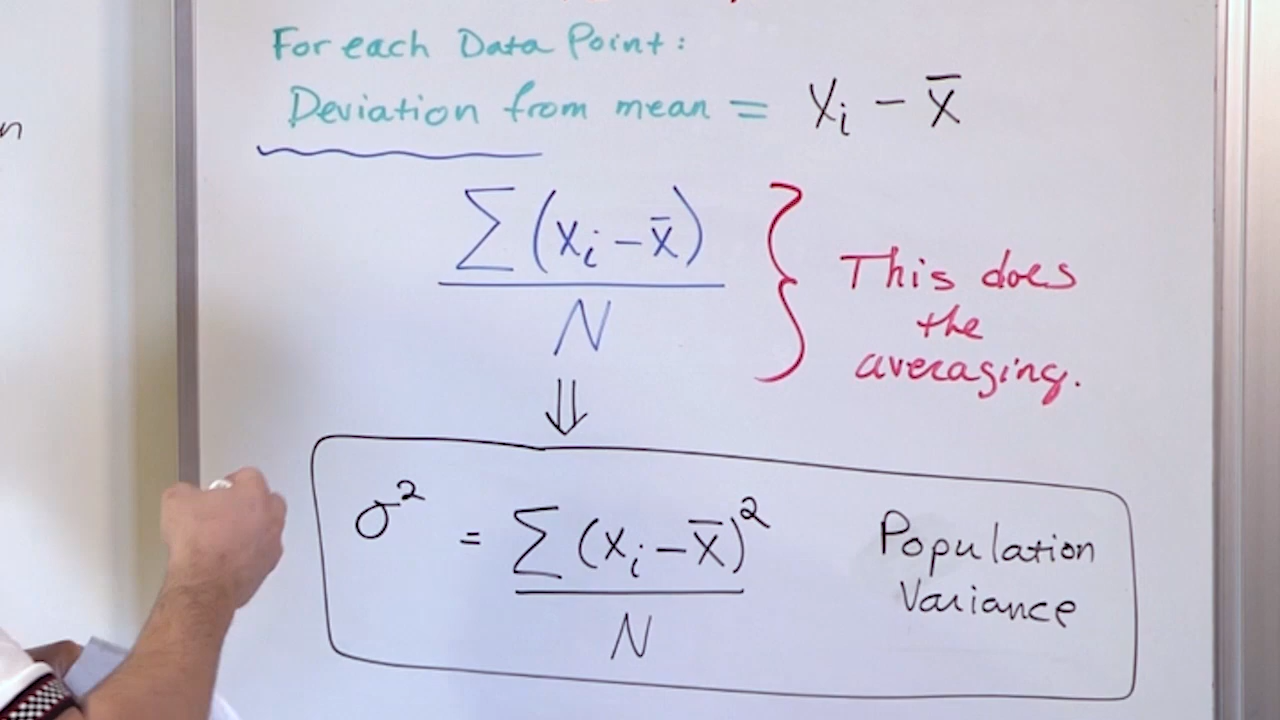 For each Data Point:
Deviation from mean = xᵢ - x̄
∑(xᵢ - x̄)
N
This does
the
averaging.
⇓
σ² = ∑(xᵢ - x̄)²
N
Population
Variance